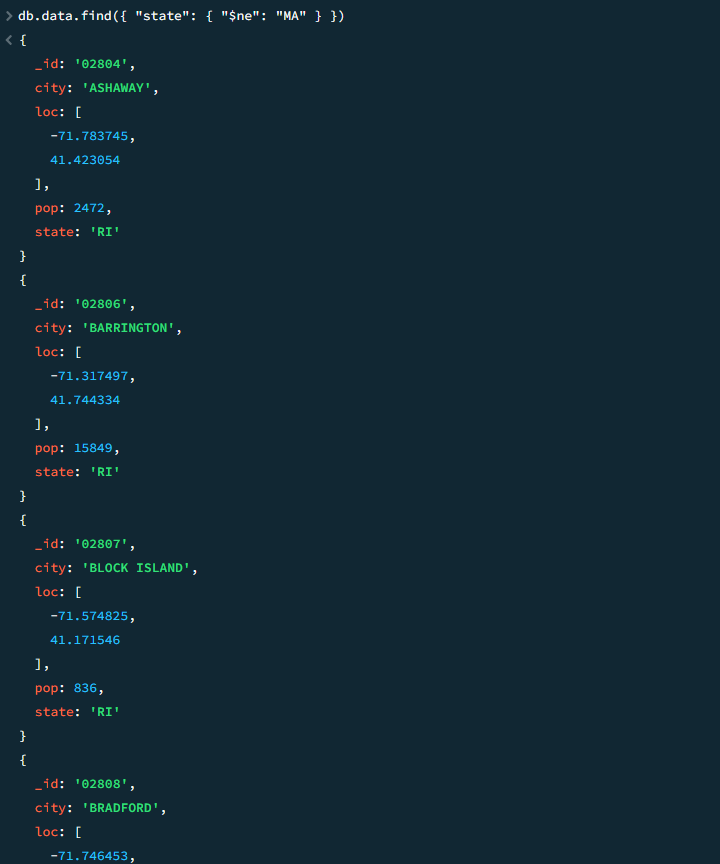 db.data.find({ "state": { "$ne": "MA" } })
{
_id: '02804',
city: 'ASHAWAY',
loc: [
-71.783745,
41.423054
],
pop: 2472,
state: 'RI'
}
{
_id: '02806',
city: 'BARRINGTON',
loc: [
-71.317497,
41.744334
],
pop: 15849,
state: 'RI'
}
{
_id: '02807',
city: 'BLOCK ISLAND',
loc: [
-71.574825,
41.171546
],
pop: 836,
state: 'RI'
}
{
_id: '02808',
city: 'BRADFORD',
loc: [
-71.746453,